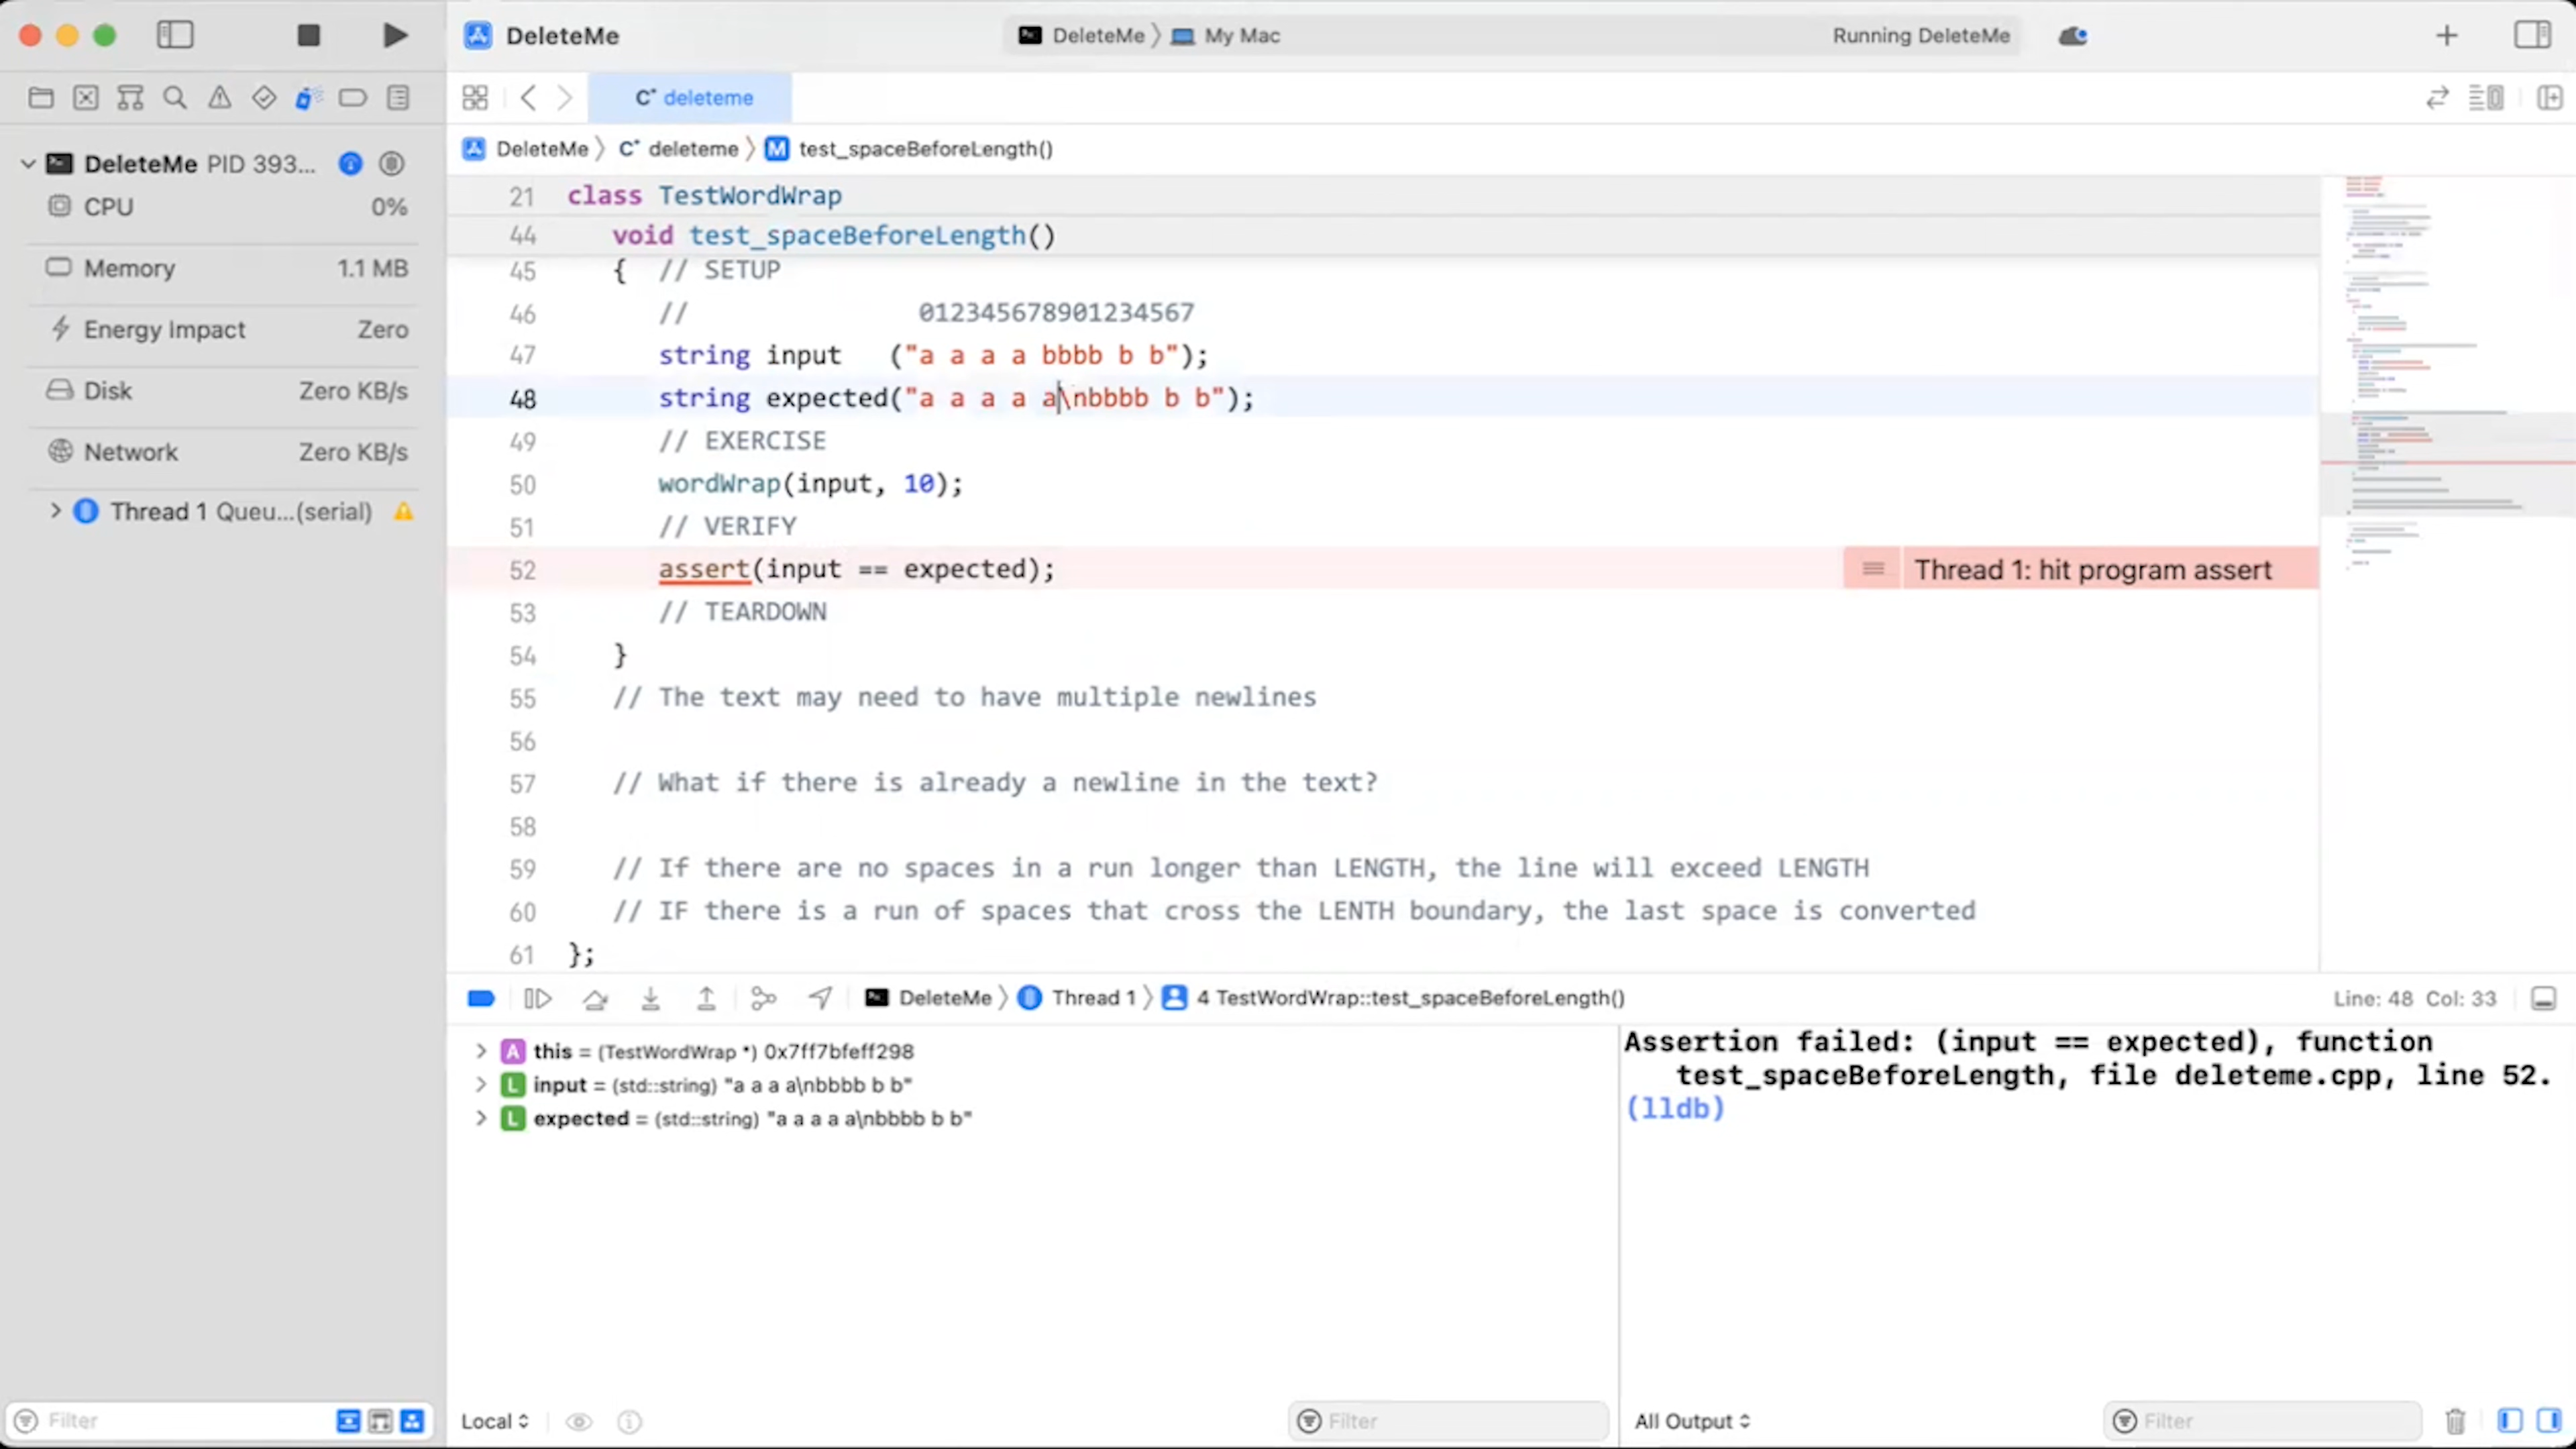 DeleteMe
DeleteMe My Mac
Running DeleteMe
C+ deleteme
DeleteMe C+ deleteme M test_spaceBeforeLength()
DeleteMe PID 393...
CPU 0%
Memory 1.1 MB
Energy Impact Zero
Disk Zero KB/s
Network Zero KB/s
Thread 1 Queu...(serial)
21 class TestWordWrap
44 void test_spaceBeforeLength()
45 { // SETUP
46 // 012345678901234567
47 string input ("a a a a bbbb b b");
48 string expected("a a a a a\nbbbb b b");
49 // EXERCISE
50 wordWrap(input, 10);
51 // VERIFY
52 assert(input == expected);
Thread 1: hit program assert
53 // TEARDOWN
54 }
55 // The text may need to have multiple newlines
56
57 // What if there is already a newline in the text?
58
59 // If there are no spaces in a run longer than LENGTH, the line will exceed LENGTH
60 // IF there is a run of spaces that cross the LENTH boundary, the last space is converted
61 };
DeleteMe Thread 1 4 TestWordWrap::test_spaceBeforeLength()
Line: 48 Col: 33
A this = (TestWordWrap *) 0x7ff7bfeff298
L input = (std::string) "a a a a\nbbbb b b"
L expected = (std::string) "a a a a a\nbbbb b b"
Assertion failed: (input == expected), function
test_spaceBeforeLength, file deleteme.cpp, line 52.
(lldb)
Filter
Local
Filter
All Output
Filter